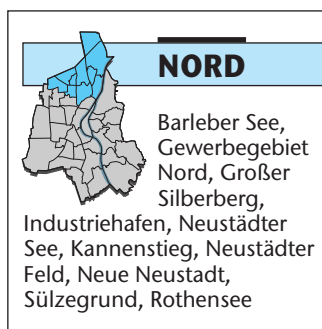 NORD
Barleber See,
Gewerbegebiet
Nord, Großer
Silberberg,
Industriehafen, Neustädter
See, Kannenstieg, Neustädter
Feld, Neue Neustadt,
Sülzegrund, Rothensee